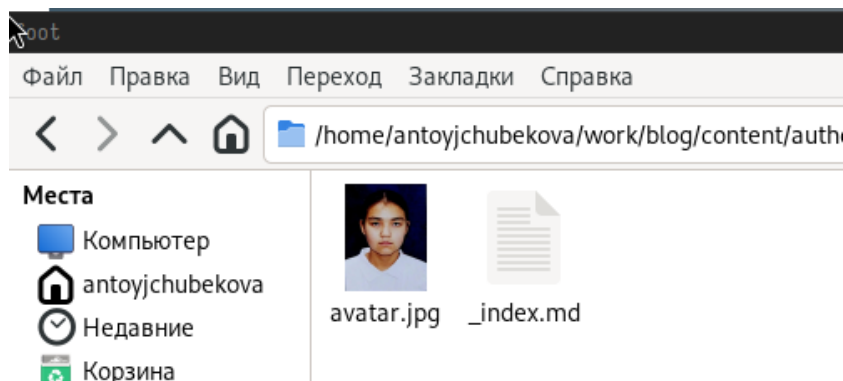 foot
Файл Правка Вид Переход Закладки Справка
/home/antoyjchubekova/work/blog/content/auth
Места
Компьютер
antoyjchubekova
Недавние
Корзина
avatar.jpg _index.md